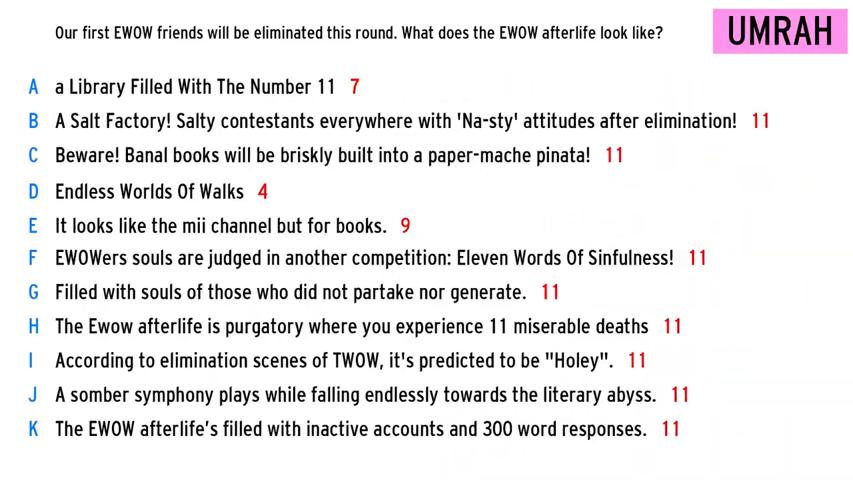 Our first EWOW friends will be eliminated this round. What does the EWOW afterlife look like?
UMRAH
A a Library Filled With The Number 11 7
B A Salt Factory! Salty contestants everywhere with 'Na-sty' attitudes after elimination! 11
C Beware! Banal books will be briskly built into a paper-mache pinata! 11
D Endless Worlds Of Walks 4
E It looks like the mii channel but for books. 9
F EWOWers souls are judged in another competition: Eleven Words Of Sinfulness! 11
G Filled with souls of those who did not partake nor generate. 11
H The Ewow afterlife is purgatory where you experience 11 miserable deaths 11
I According to elimination scenes of TWOW, it's predicted to be "Holey". 11
J A somber symphony plays while falling endlessly towards the literary abyss. 11
K The EWOW afterlife's filled with inactive accounts and 300 word responses. 11